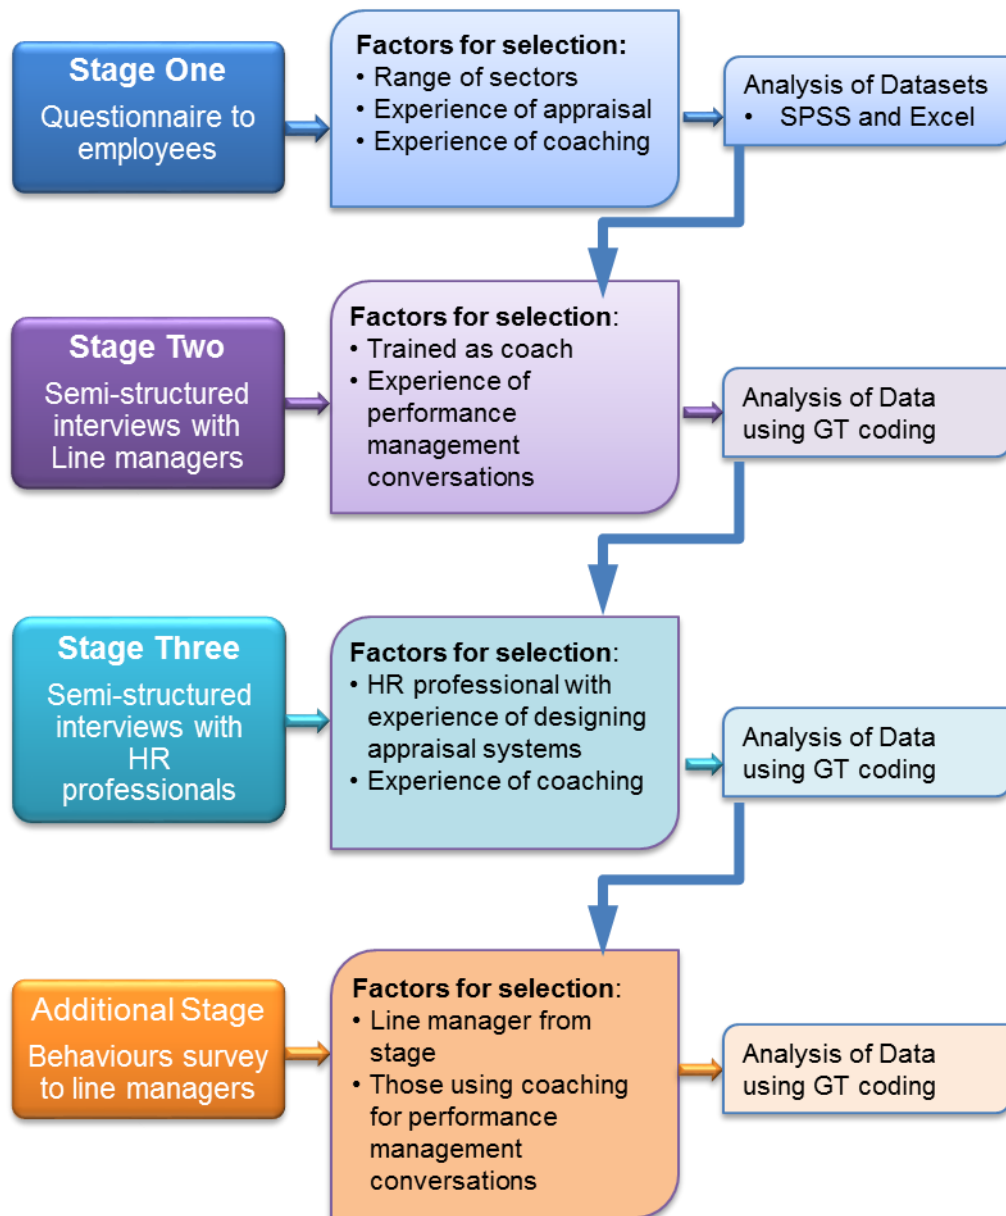 Stage One
Questionnaire to
employees
Factors for selection:
• Range of sectors
• Experience of appraisal
• Experience of coaching
Analysis of Datasets
• SPSS and Excel
Stage Two
Semi-structured
interviews with
Line managers
Factors for selection:
• Trained as coach
• Experience of
performance
management
conversations
Analysis of Data
using GT coding
Stage Three
Semi-structured
interviews with
HR
professionals
Factors for selection:
• HR professional with
experience of designing
appraisal systems
• Experience of coaching
Analysis of Data
using GT coding
Additional Stage
Behaviours survey
to line managers
Factors for selection:
• Line manager from
stage
• Those using coaching
for performance
management
conversations
Analysis of Data
using GT coding